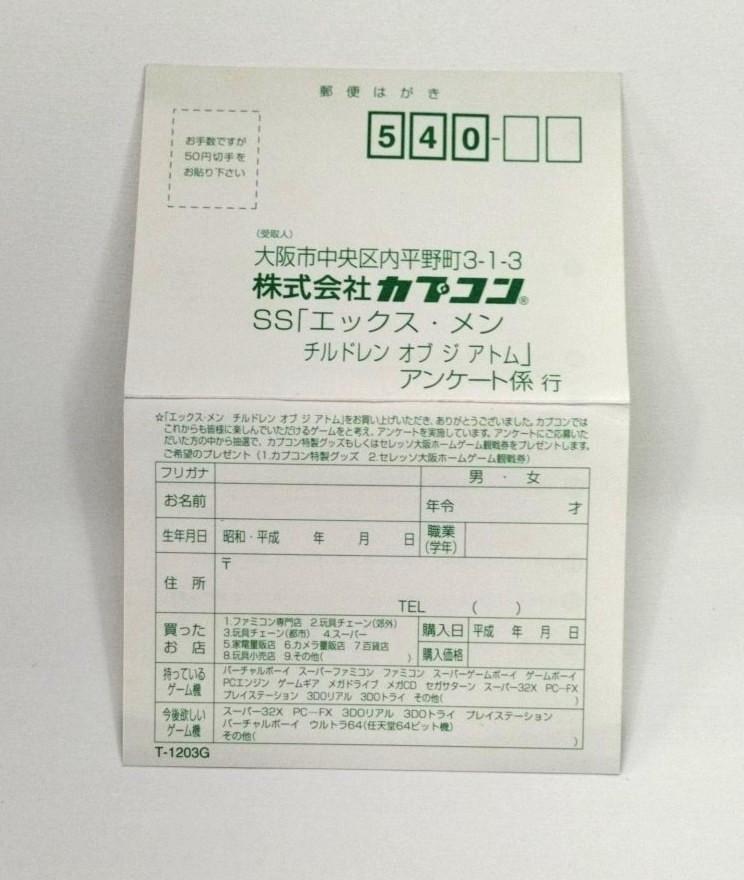 郵便はがき
お手数ですが
50円切手を
お貼り下さい
540-
(受取人)
大阪市中央区内平野町3-1-3
株式会社カプコン®
SS「エックス・メン
チルドレン オブ ジ アトム」
アンケート係 行
☆「エックス・メン チルドレン オブ ジ アトム」をお買い上げいただき、ありがとうございました。カプコンでは
これからも皆様に楽しんでいただけるゲームをと考え、アンケートを実施しています。アンケートにご応募いた
だいた方の中から抽選で、カプコン特製グッズもしくはセレッソ大阪ホームゲーム観戦券をプレゼントします。
ご希望のプレゼント (1.カプコン特製グッズ 2.セレッソ大阪ホームゲーム観戦券)
フリガナ 男・女
お名前 年令 才
生年月日 昭和・平成 年 月 日 職業(学年)
住所 〒
TEL ( )
買ったお店
1.ファミコン専門店 2.玩具チェーン(郊外)
3.玩具チェーン(都市) 4.スーパー
5.家電量販店 6.カメラ量販店 7.百貨店
8.玩具小売店 9.その他( )
購入日 平成 年 月 日
購入価格
持っているゲーム機
バーチャルボーイ スーパーファミコン ファミコン スーパーゲームボーイ ゲームボーイ
PCエンジン ゲームギア メガドライブ メガCD セガサターン スーパー32X PC-FX
プレイステーション 3DOリアル 3DOトライ その他( )
今後欲しいゲーム機
スーパー32X PC-FX 3DOリアル 3DOトライ プレイステーション
バーチャルボーイ ウルトラ64(任天堂64ビット機)
その他( )
T-1203G